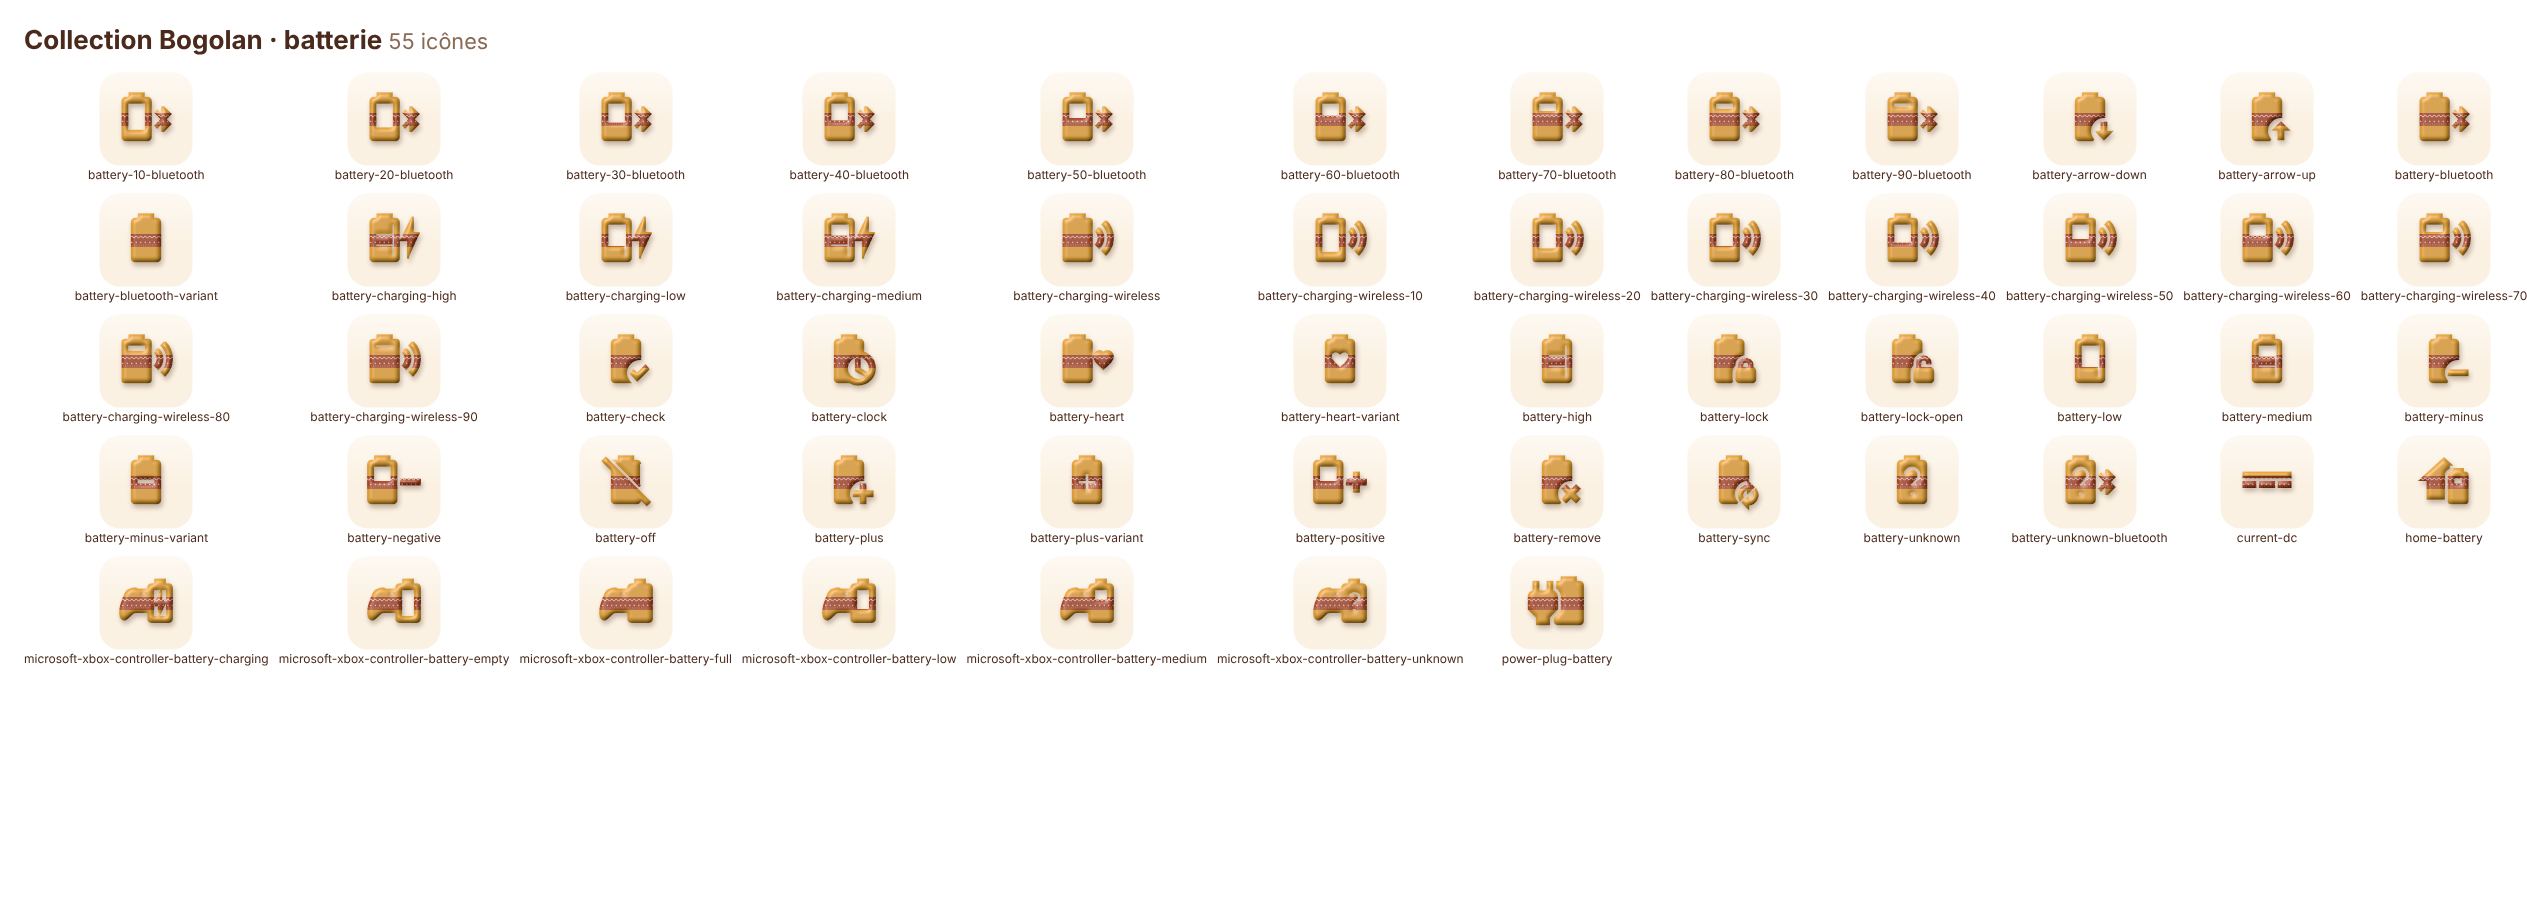 Collection Bogolan · batterie 55 icônes
battery-10-bluetooth battery-20-bluetooth battery-30-bluetooth battery-40-bluetooth battery-50-bluetooth battery-60-bluetooth battery-70-bluetooth battery-80-bluetooth battery-90-bluetooth battery-arrow-down battery-arrow-up battery-bluetooth
battery-bluetooth-variant battery-charging-high battery-charging-low battery-charging-medium battery-charging-wireless battery-charging-wireless-10 battery-charging-wireless-20 battery-charging-wireless-30 battery-charging-wireless-40 battery-charging-wireless-50 battery-charging-wireless-60 battery-charging-wireless-70
battery-charging-wireless-80 battery-charging-wireless-90 battery-check battery-clock battery-heart battery-heart-variant battery-high battery-lock battery-lock-open battery-low battery-medium battery-minus
battery-minus-variant battery-negative battery-off battery-plus battery-plus-variant battery-positive battery-remove battery-sync battery-unknown battery-unknown-bluetooth current-dc home-battery
microsoft-xbox-controller-battery-charging microsoft-xbox-controller-battery-empty microsoft-xbox-controller-battery-full microsoft-xbox-controller-battery-low microsoft-xbox-controller-battery-medium microsoft-xbox-controller-battery-unknown power-plug-battery